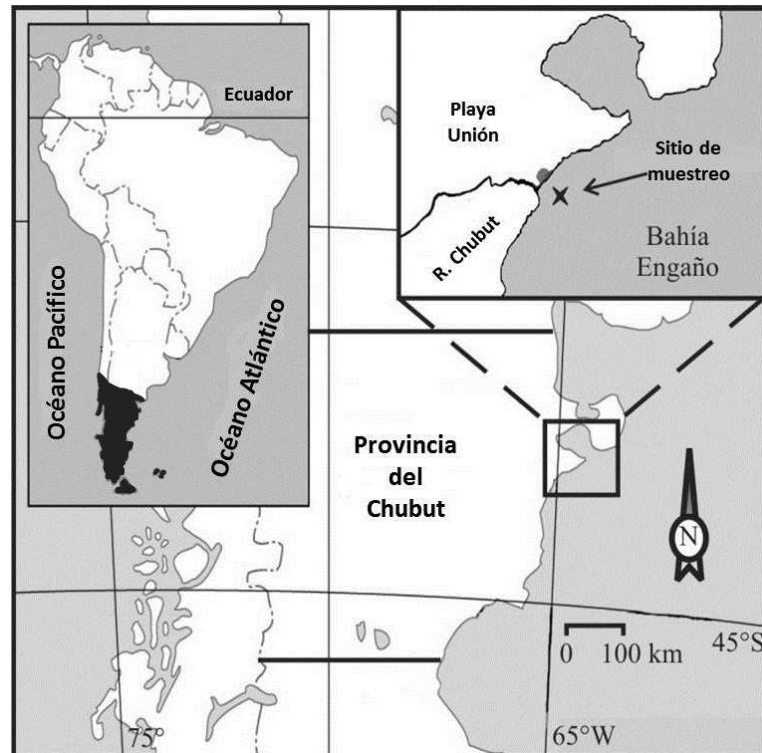 Ecuador
Océano Pacífico
Océano Atlántico
Playa
Unión
Sitio de
muestreo
R. Chubut
Bahía
Engaño
Provincia
del
Chubut
N
0 100 km
45°S
75°
65°W